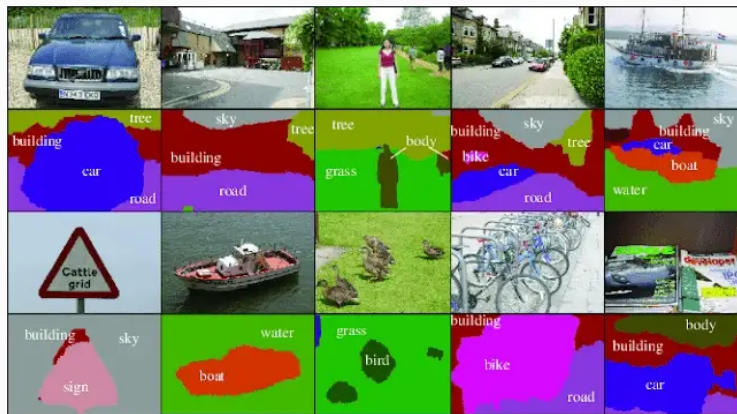 tree
building
car
road
sky
tree
building
road
tree
body
grass
building
sky
bike
tree
car
road
sky
building
car
boat
water
Cattle
grid
developer
building
sky
sign
water
boat
grass
bird
building
bike
road
body
building
car